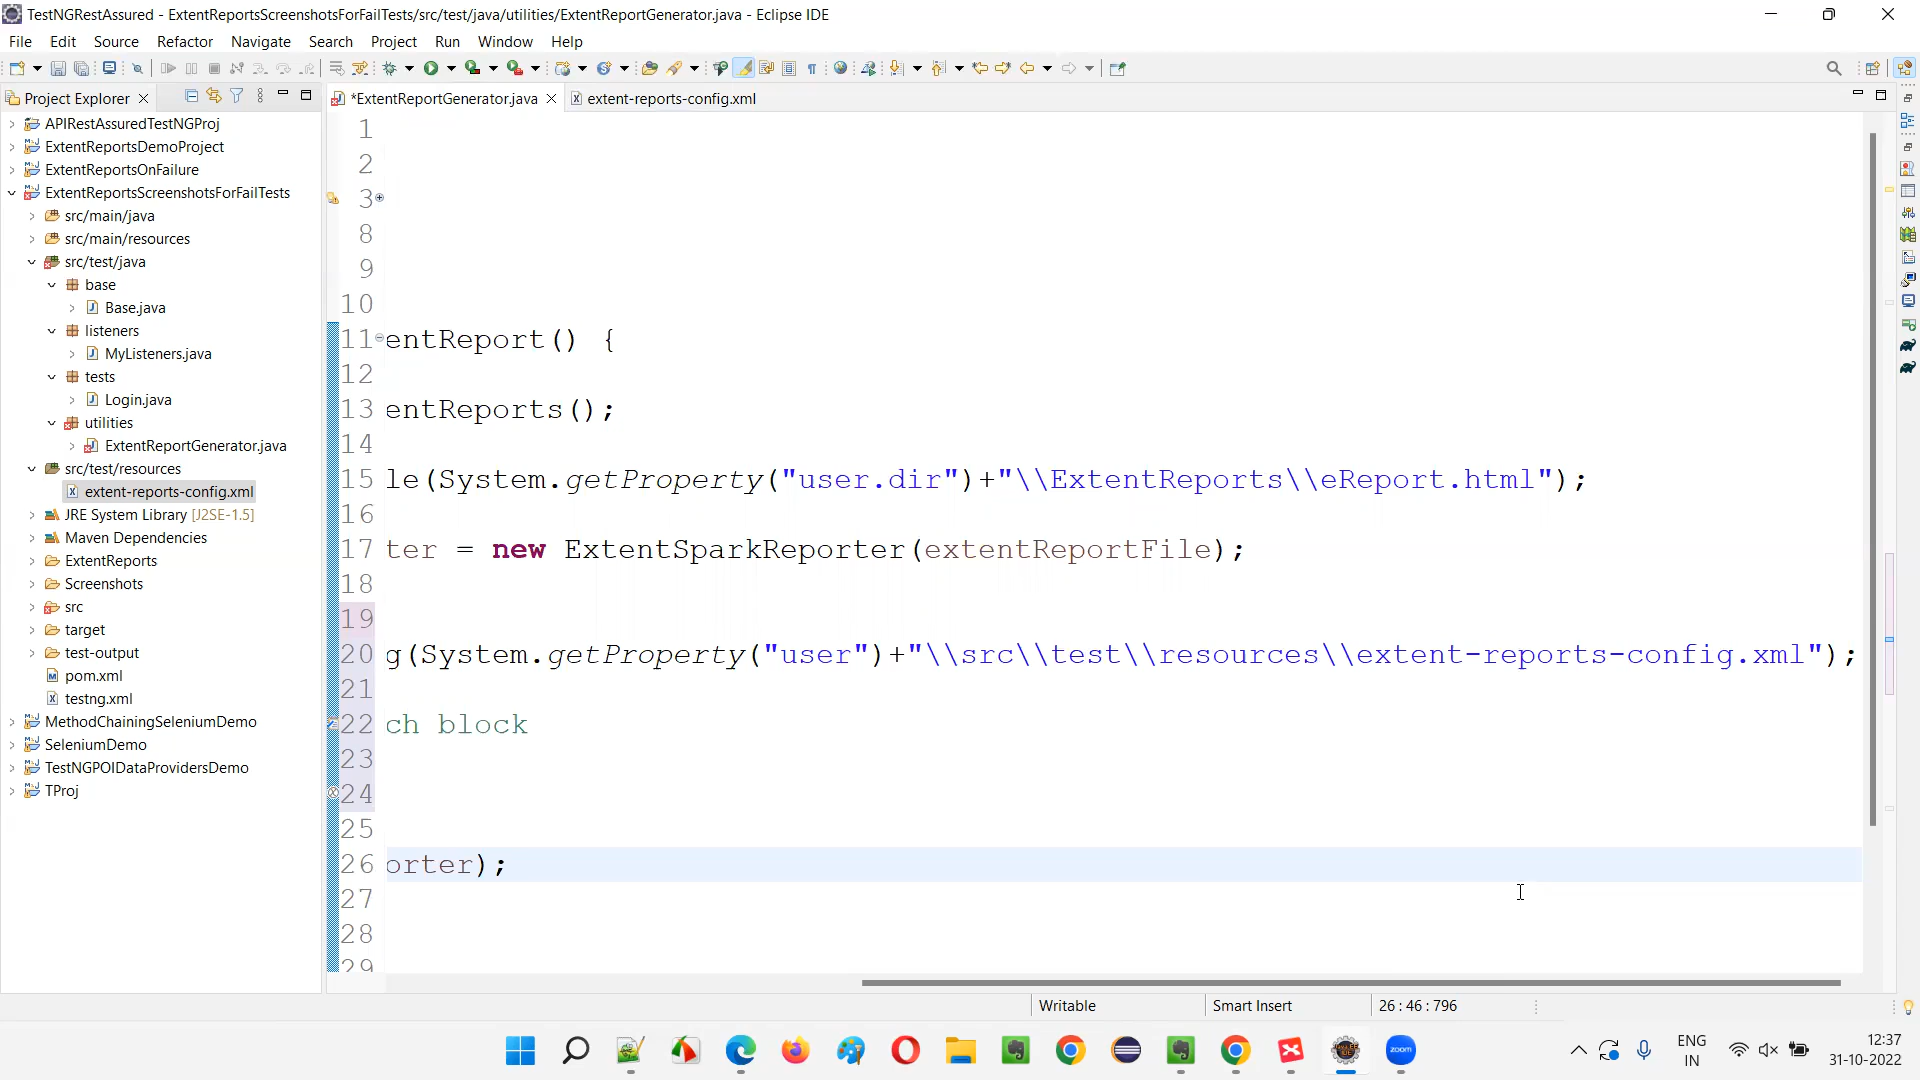 TestNGRestAssured - ExtentReportsScreenshotsForFailTests/src/test/java/utilities/ExtentReportGenerator.java - Eclipse IDE
File Edit Source Refactor Navigate Search Project Run Window Help
Project Explorer
*ExtentReportGenerator.java
extent-reports-config.xml
APIRestAssuredTestNGProj
ExtentReportsDemoProject
ExtentReportsOnFailure
ExtentReportsScreenshotsForFailTests
src/main/java
src/main/resources
src/test/java
base
Base.java
listeners
MyListeners.java
tests
Login.java
utilities
ExtentReportGenerator.java
src/test/resources
extent-reports-config.xml
JRE System Library [J2SE-1.5]
Maven Dependencies
ExtentReports
Screenshots
src
target
test-output
pom.xml
testng.xml
MethodChainingSeleniumDemo
SeleniumDemo
TestNGPOIDataProvidersDemo
TProj
1
2
3
8
9
10
11 entReport() {
12
13 entReports();
14
15 le(System.getProperty("user.dir")+"\\ExtentReports\\eReport.html");
16
17 ter = new ExtentSparkReporter(extentReportFile);
18
19
20 g(System.getProperty("user")+"\\src\\test\\resources\\extent-reports-config.xml");
21
22 ch block
23
24
25
26 orter);
27
28
29
Writable
Smart Insert
26 : 46 : 796
zoom
ENG
IN
12:37
31-10-2022